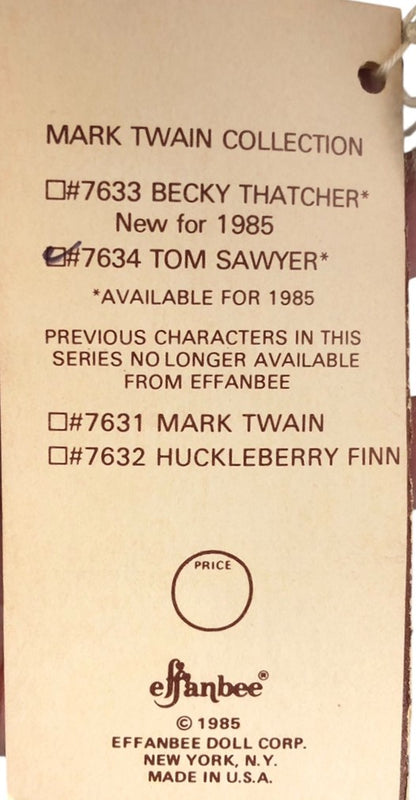 MARK TWAIN COLLECTION
☐#7633 BECKY THATCHER*
New for 1985
☑#7634 TOM SAWYER*
*AVAILABLE FOR 1985
PREVIOUS CHARACTERS IN THIS
SERIES NO LONGER AVAILABLE
FROM EFFANBEE
☐#7631 MARK TWAIN
☐#7632 HUCKLEBERRY FINN
PRICE
effanbee®
© 1985
EFFANBEE DOLL CORP.
NEW YORK, N.Y.
MADE IN U.S.A.